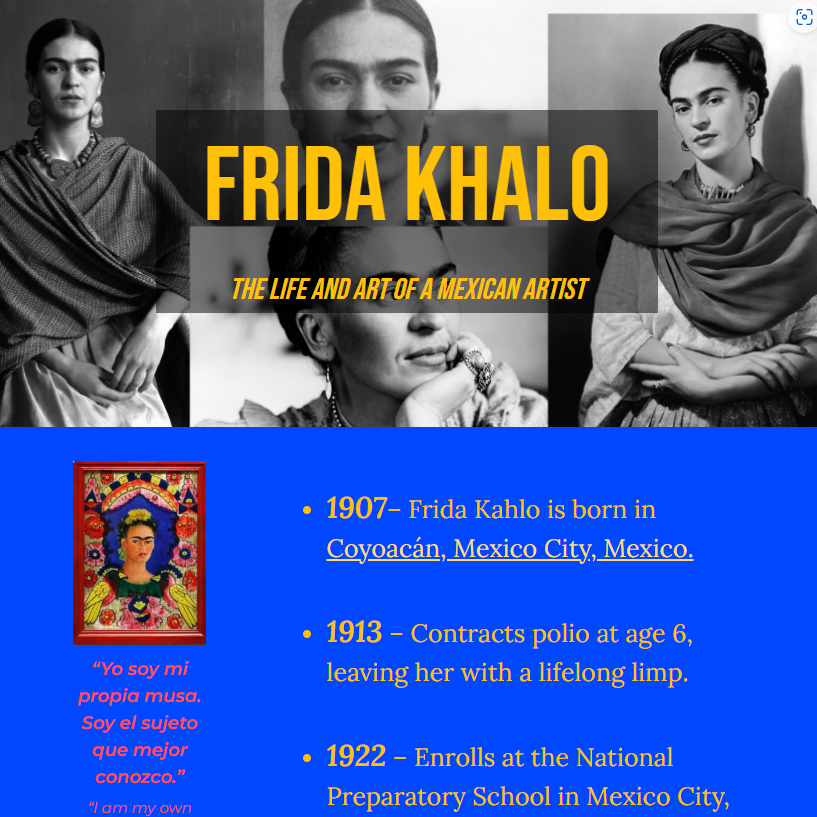 FRIDA KHALO
THE LIFE AND ART OF A MEXICAN ARTIST
“Yo soy mi
propia musa.
Soy el sujeto
que mejor
conozco.”
“I am my own
• 1907– Frida Kahlo is born in
Coyoacán, Mexico City, Mexico.
• 1913 – Contracts polio at age 6,
leaving her with a lifelong limp.
• 1922 – Enrolls at the National
Preparatory School in Mexico City,